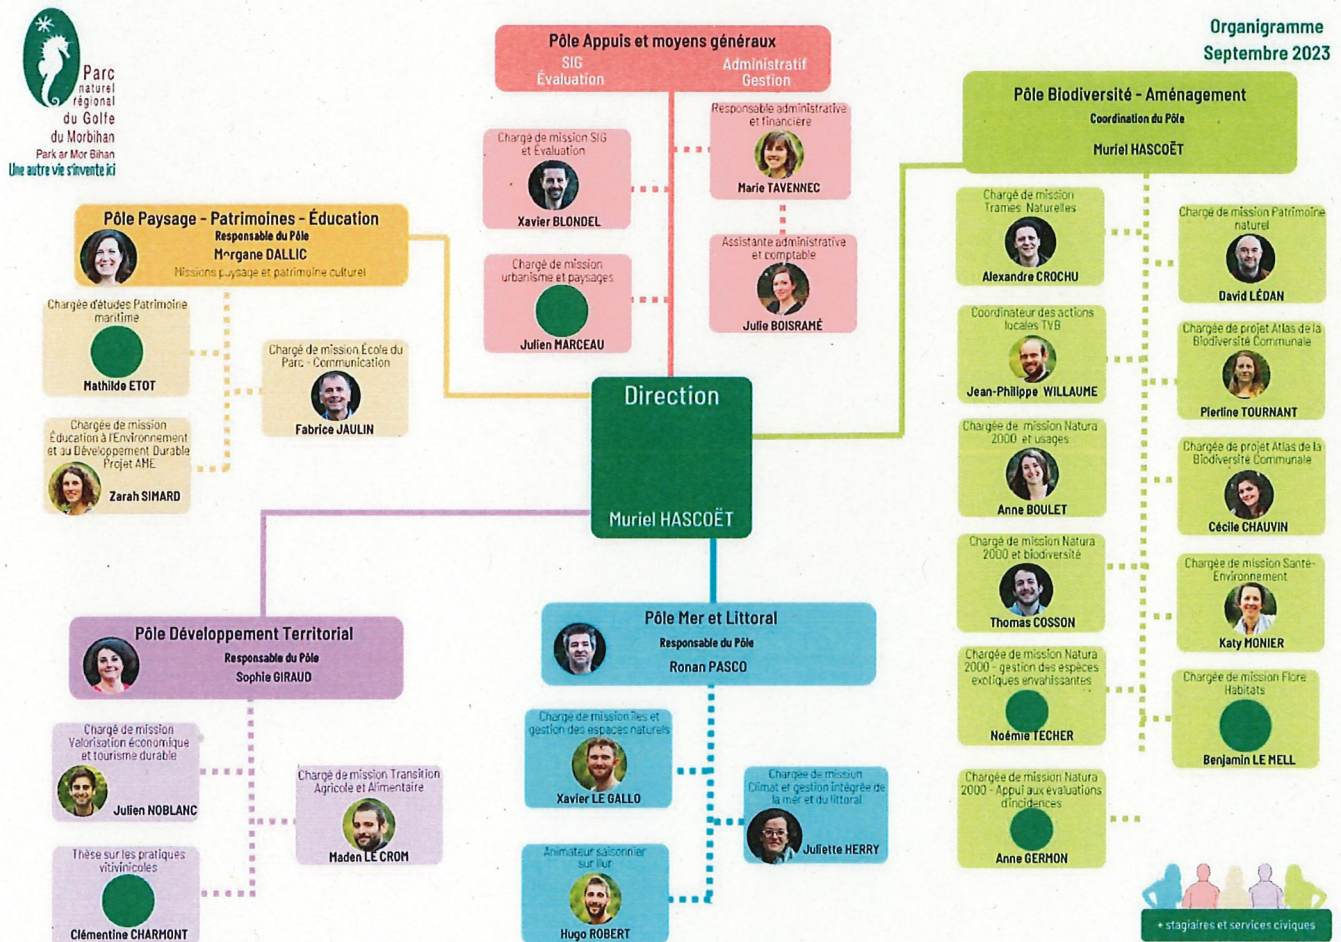 Parc
naturel
régional
du Golfe
du Morbihan
Park ar Mor Bihan
Une autre vie s'invente ici
Organigramme
Septembre 2023
Pôle Appuis et moyens généraux
SIG
Évaluation
Administratif
Gestion
Chargé de mission SIG
et Évaluation
Xavier BLONDEL
Chargé de mission
urbanisme et paysages
Julien MARCEAU
Responsable administrative
et financière
Marie TAVENNEC
Assistante administrative
et comptable
Julie BOISRAMÉ
Pôle Paysage - Patrimoines - Éducation
Responsable du Pôle
Morgane DALLIC
Missions paysage et patrimoine culturel
Chargée d'études Patrimoine
maritime
Mathilde ETOT
Chargé de mission École du
Parc - Communication
Fabrice JAULIN
Chargée de mission
Éducation à l'Environnement
et au Développement Durable
Projet AME
Zarah SIMARD
Direction
Muriel HASCOËT
Pôle Biodiversité - Aménagement
Coordination du Pôle
Muriel HASCOËT
Chargé de mission
Trames Naturelles
Alexandre CROCHU
Coordinateur des actions
locales TVB
Jean-Philippe WILLAUME
Chargée de mission Natura
2000 et usages
Anne BOULET
Chargé de mission Natura
2000 et biodiversité
Thomas COSSON
Chargée de mission Natura
2000 - gestion des espèces
exotiques envahissantes
Noémie TECHER
Chargée de mission Natura
2000 - Appui aux évaluations
d'incidences
Anne GERMON
Chargé de mission Patrimoine
naturel
David LÉDAN
Chargée de projet Atlas de la
Biodiversité Communale
Pierline TOURNANT
Chargée de projet Atlas de la
Biodiversité Communale
Cécile CHAUVIN
Chargée de mission Santé-
Environnement
Katy MONIER
Chargée de mission Flore
Habitats
Benjamin LE MELL
Pôle Développement Territorial
Responsable du Pôle
Sophie GIRAUD
Chargé de mission
Valorisation économique
et tourisme durable
Julien NOBLANC
Chargé de mission Transition
Agricole et Alimentaire
Maden LE CROM
Thèse sur les pratiques
vitivinicoles
Clémentine CHARMONT
Pôle Mer et Littoral
Responsable du Pôle
Ronan PASCO
Chargé de mission îles et
gestion des espaces naturels
Xavier LE GALLO
Chargée de mission
Climat et gestion intégrée de
la mer et du littoral
Juliette HERRY
Animateur saisonnier
sur Ilur
Hugo ROBERT
+ stagiaires et services civiques